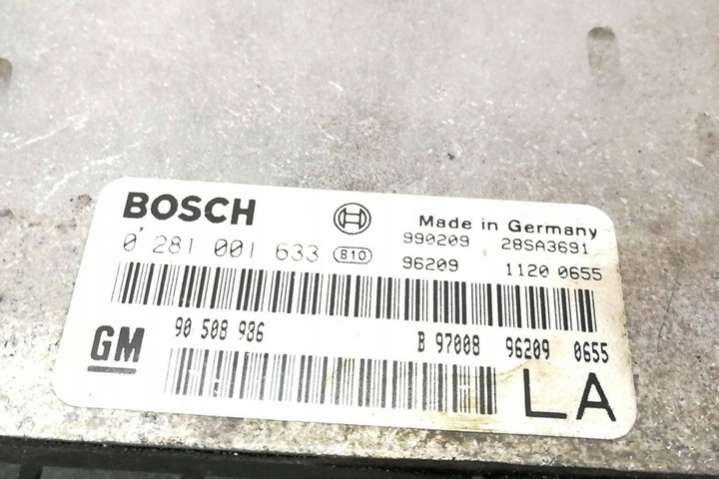 BOSCH Made in Germany
0 281 001 633 B10 990209 28SA3691
96209 1120 0655
GM 90 508 986 B 97008 96209 0655
LA